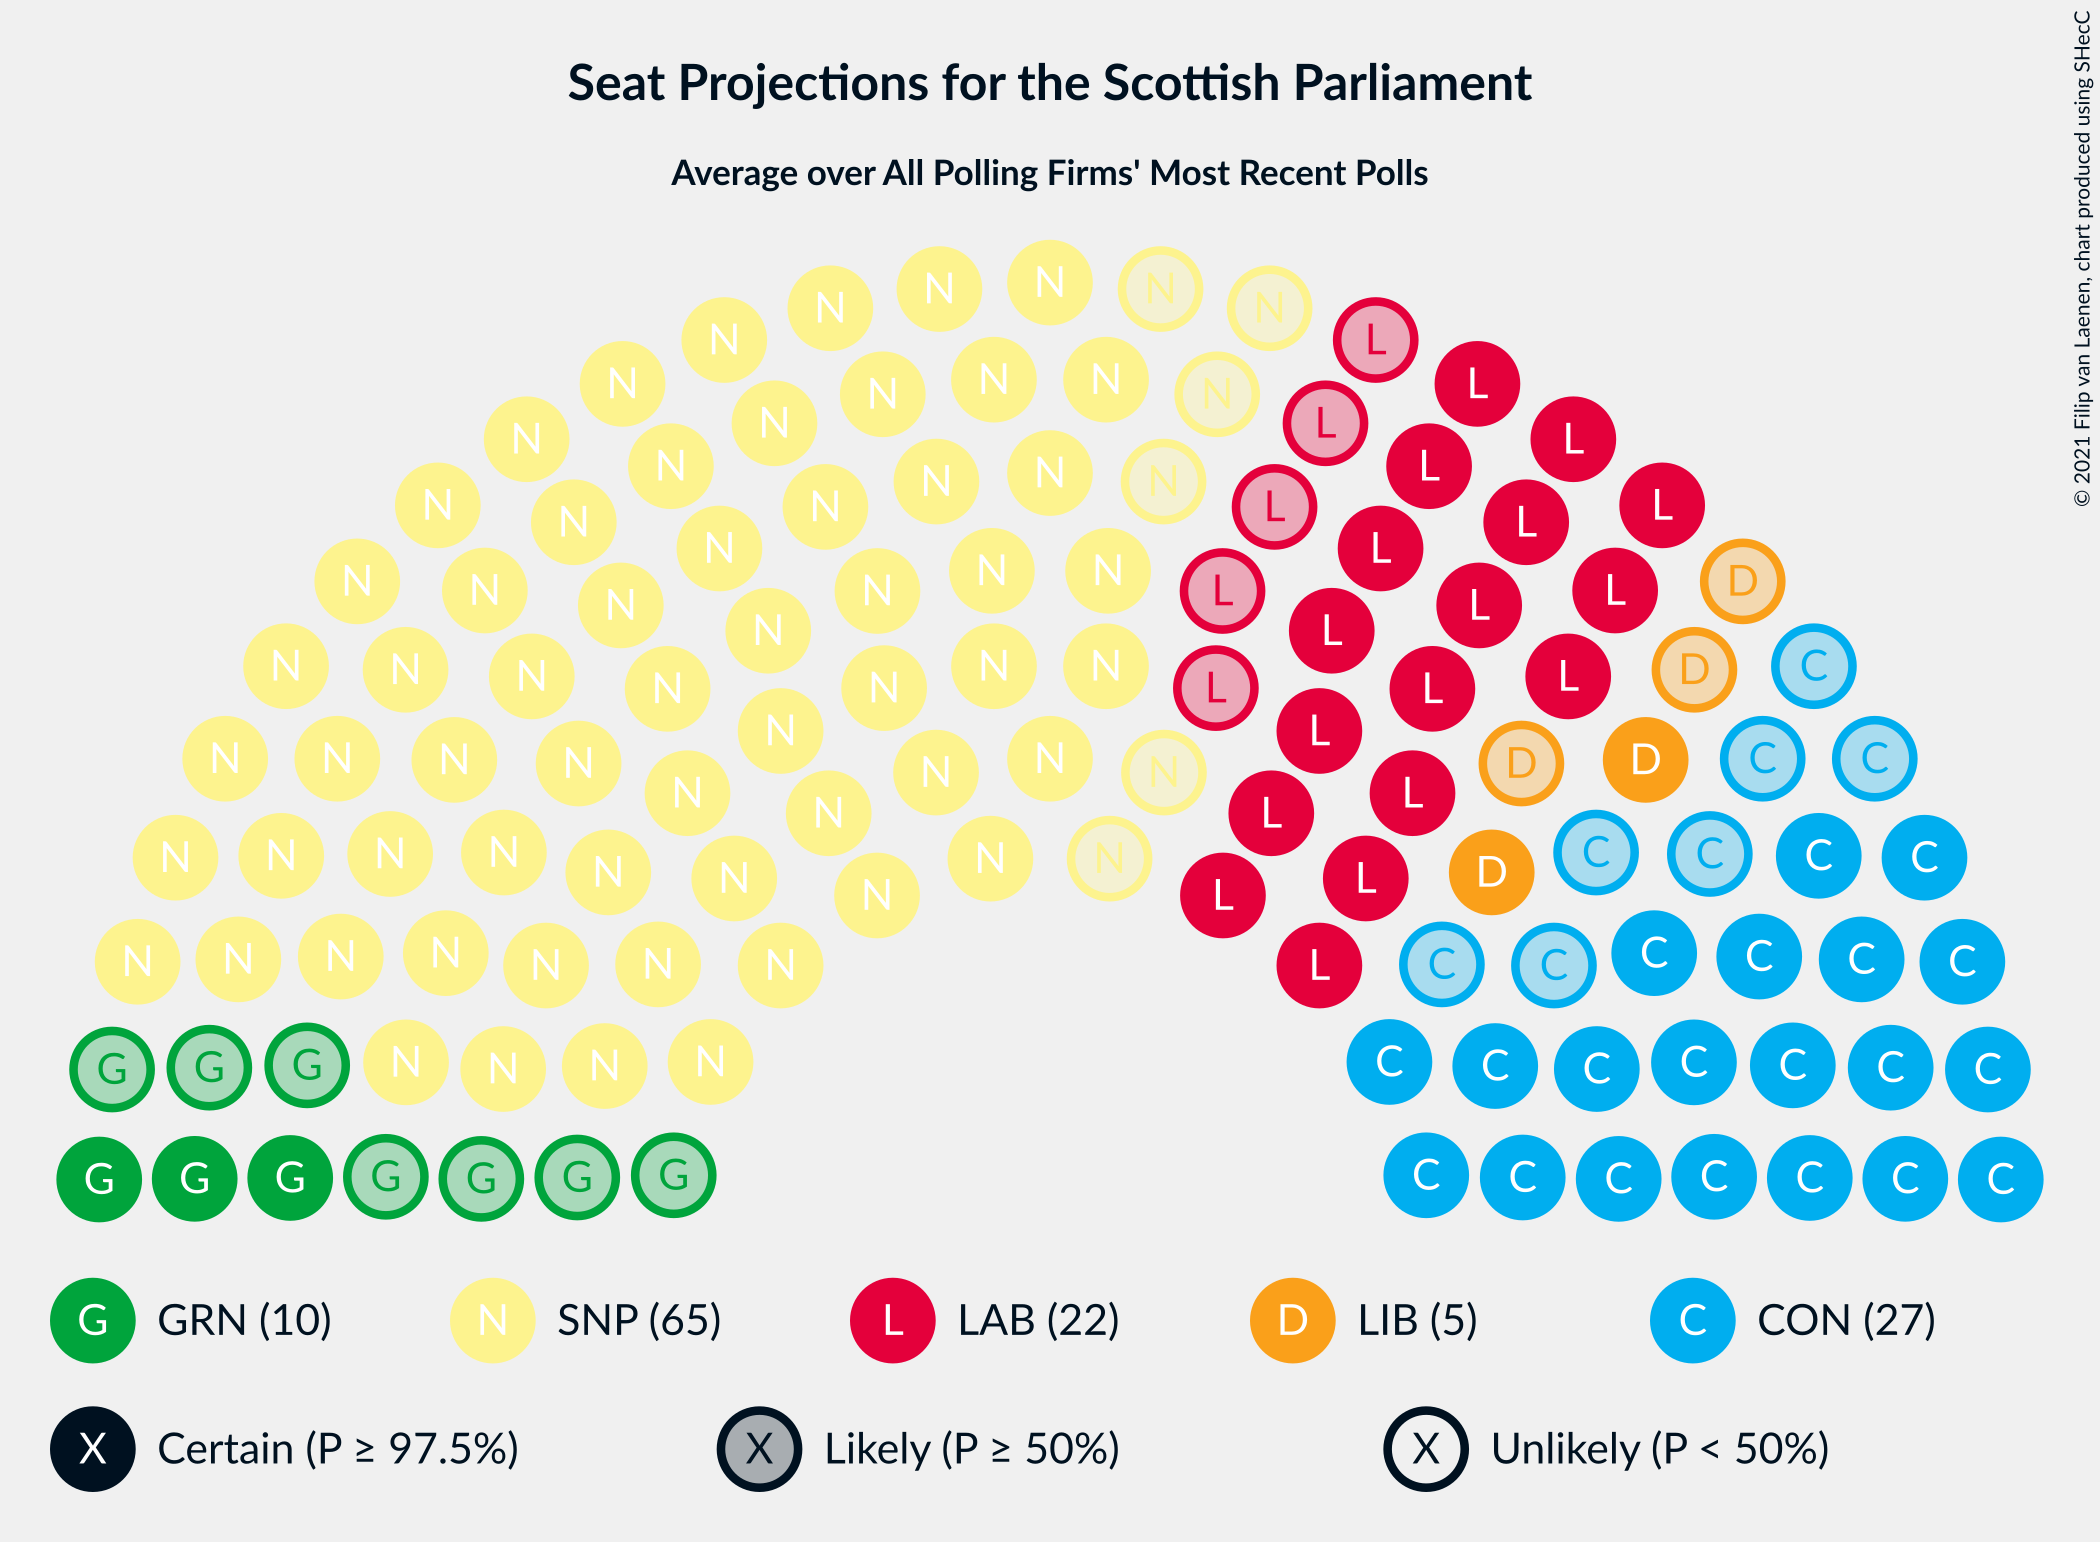 Seat Projections for the Scottish Parliament
Average over All Polling Firms' Most Recent Polls
© 2021 Filip van Laenen, chart produced using SHecC
N N N N N L
N N N L
N N N N N L L
N N L L
N N N N N L L
N N N L L
N N N N N L L D
N N N L L
N N N N N L L D C
N N N N L L
N N N N N N N L L D D C C
N N N L L
N N N N N N N N L L D C C C C
N N N N N N N L C C C C C C
G G G N N N N C C C C C C C
G G G G G G G C C C C C C C
G GRN (10) N SNP (65) L LAB (22) D LIB (5) C CON (27)
X Certain (P ≥ 97.5%) X Likely (P ≥ 50%) X Unlikely (P < 50%)